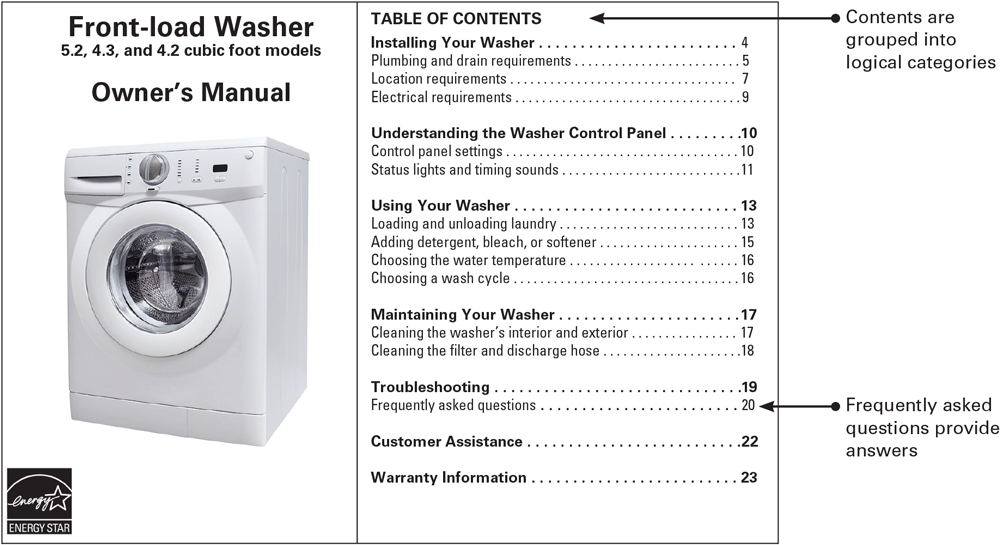 Front-load Washer
5.2, 4.3, and 4.2 cubic foot models
Owner's Manual
energy
ENERGY STAR
TABLE OF CONTENTS
Installing Your Washer . . . . . . . . . . . . . . . . . . . . . . . . 4
Plumbing and drain requirements . . . . . . . . . . . . . . . . . . . . . . . . . . 5
Location requirements . . . . . . . . . . . . . . . . . . . . . . . . . . . . . . . . . . . 7
Electrical requirements . . . . . . . . . . . . . . . . . . . . . . . . . . . . . . . . . . 9
Understanding the Washer Control Panel . . . . . . . . .10
Control panel settings . . . . . . . . . . . . . . . . . . . . . . . . . . . . . . . . . . . 10
Status lights and timing sounds . . . . . . . . . . . . . . . . . . . . . . . . . . .11
Using Your Washer . . . . . . . . . . . . . . . . . . . . . . . . . . .13
Loading and unloading laundry . . . . . . . . . . . . . . . . . . . . . . . . . . . 13
Adding detergent, bleach, or softener . . . . . . . . . . . . . . . . . . . . . 15
Choosing the water temperature . . . . . . . . . . . . . . . . . . . . . . . . . . 16
Choosing a wash cycle . . . . . . . . . . . . . . . . . . . . . . . . . . . . . . . . . . 16
Maintaining Your Washer . . . . . . . . . . . . . . . . . . . . . .17
Cleaning the washer's interior and exterior . . . . . . . . . . . . . . . . 17
Cleaning the filter and discharge hose . . . . . . . . . . . . . . . . . . . . .18
Troubleshooting . . . . . . . . . . . . . . . . . . . . . . . . . . . . . .19
Frequently asked questions . . . . . . . . . . . . . . . . . . . . . . . . . . . . . . 20
Customer Assistance . . . . . . . . . . . . . . . . . . . . . . . . . .22
Warranty Information . . . . . . . . . . . . . . . . . . . . . . . . . 23
Contents are
grouped into
logical categories
Frequently asked
questions provide
answers